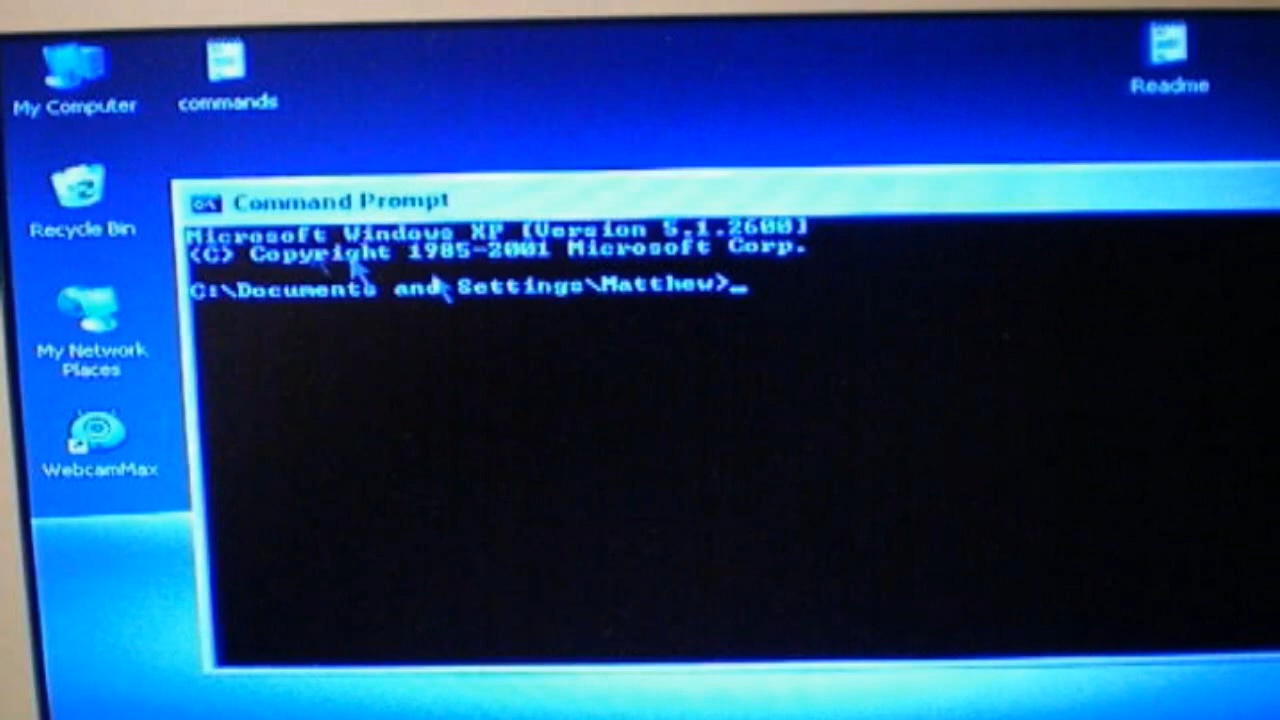 My Computer
commands
Readme
Recycle Bin
My Network
Places
WebcamMax
Command Prompt
Microsoft Windows XP [Version 5.1.2600]
(C) Copyright 1985-2001 Microsoft Corp.
C:\Documents and Settings\Matthew>_